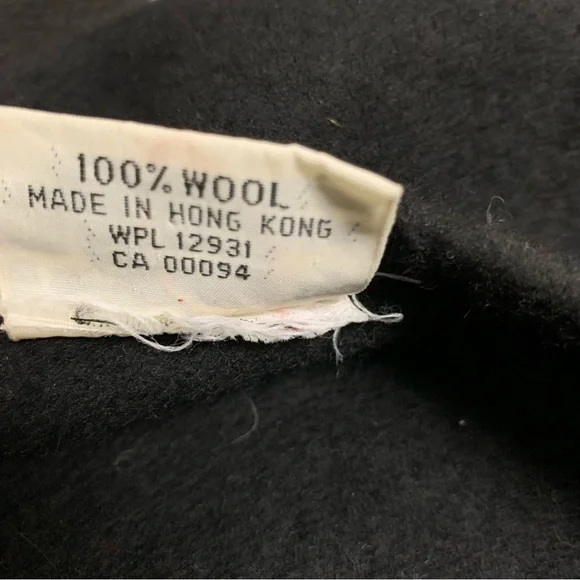 100% WOOL
MADE IN HONG KONG
WPL 12931
CA 00094